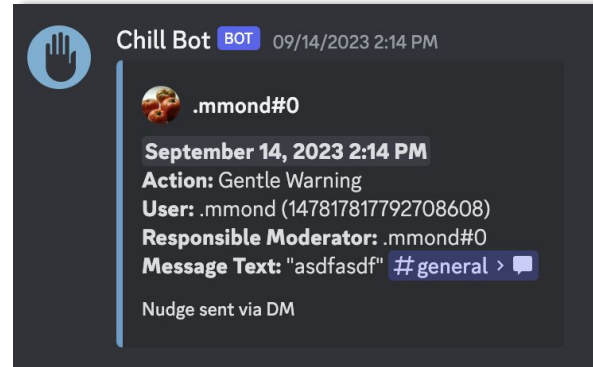 Chill Bot BOT 09/14/2023 2:14 PM
.mmond#0
September 14, 2023 2:14 PM
Action: Gentle Warning
User: .mmond (147817817792708608)
Responsible Moderator: .mmond#0
Message Text: "asdfasdf" #general >
Nudge sent via DM